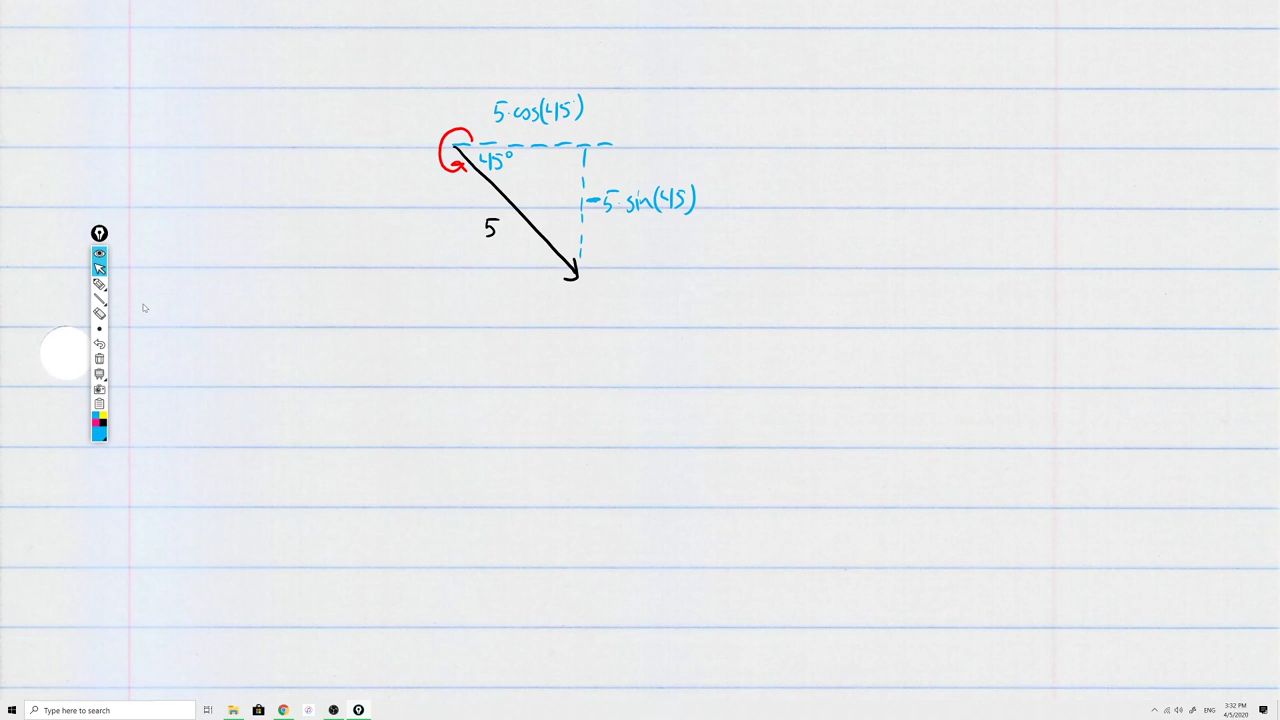 5·cos(45)
45°
-5·sin(45)
5
Type here to search
ENG
3:32 PM
4/5/2020